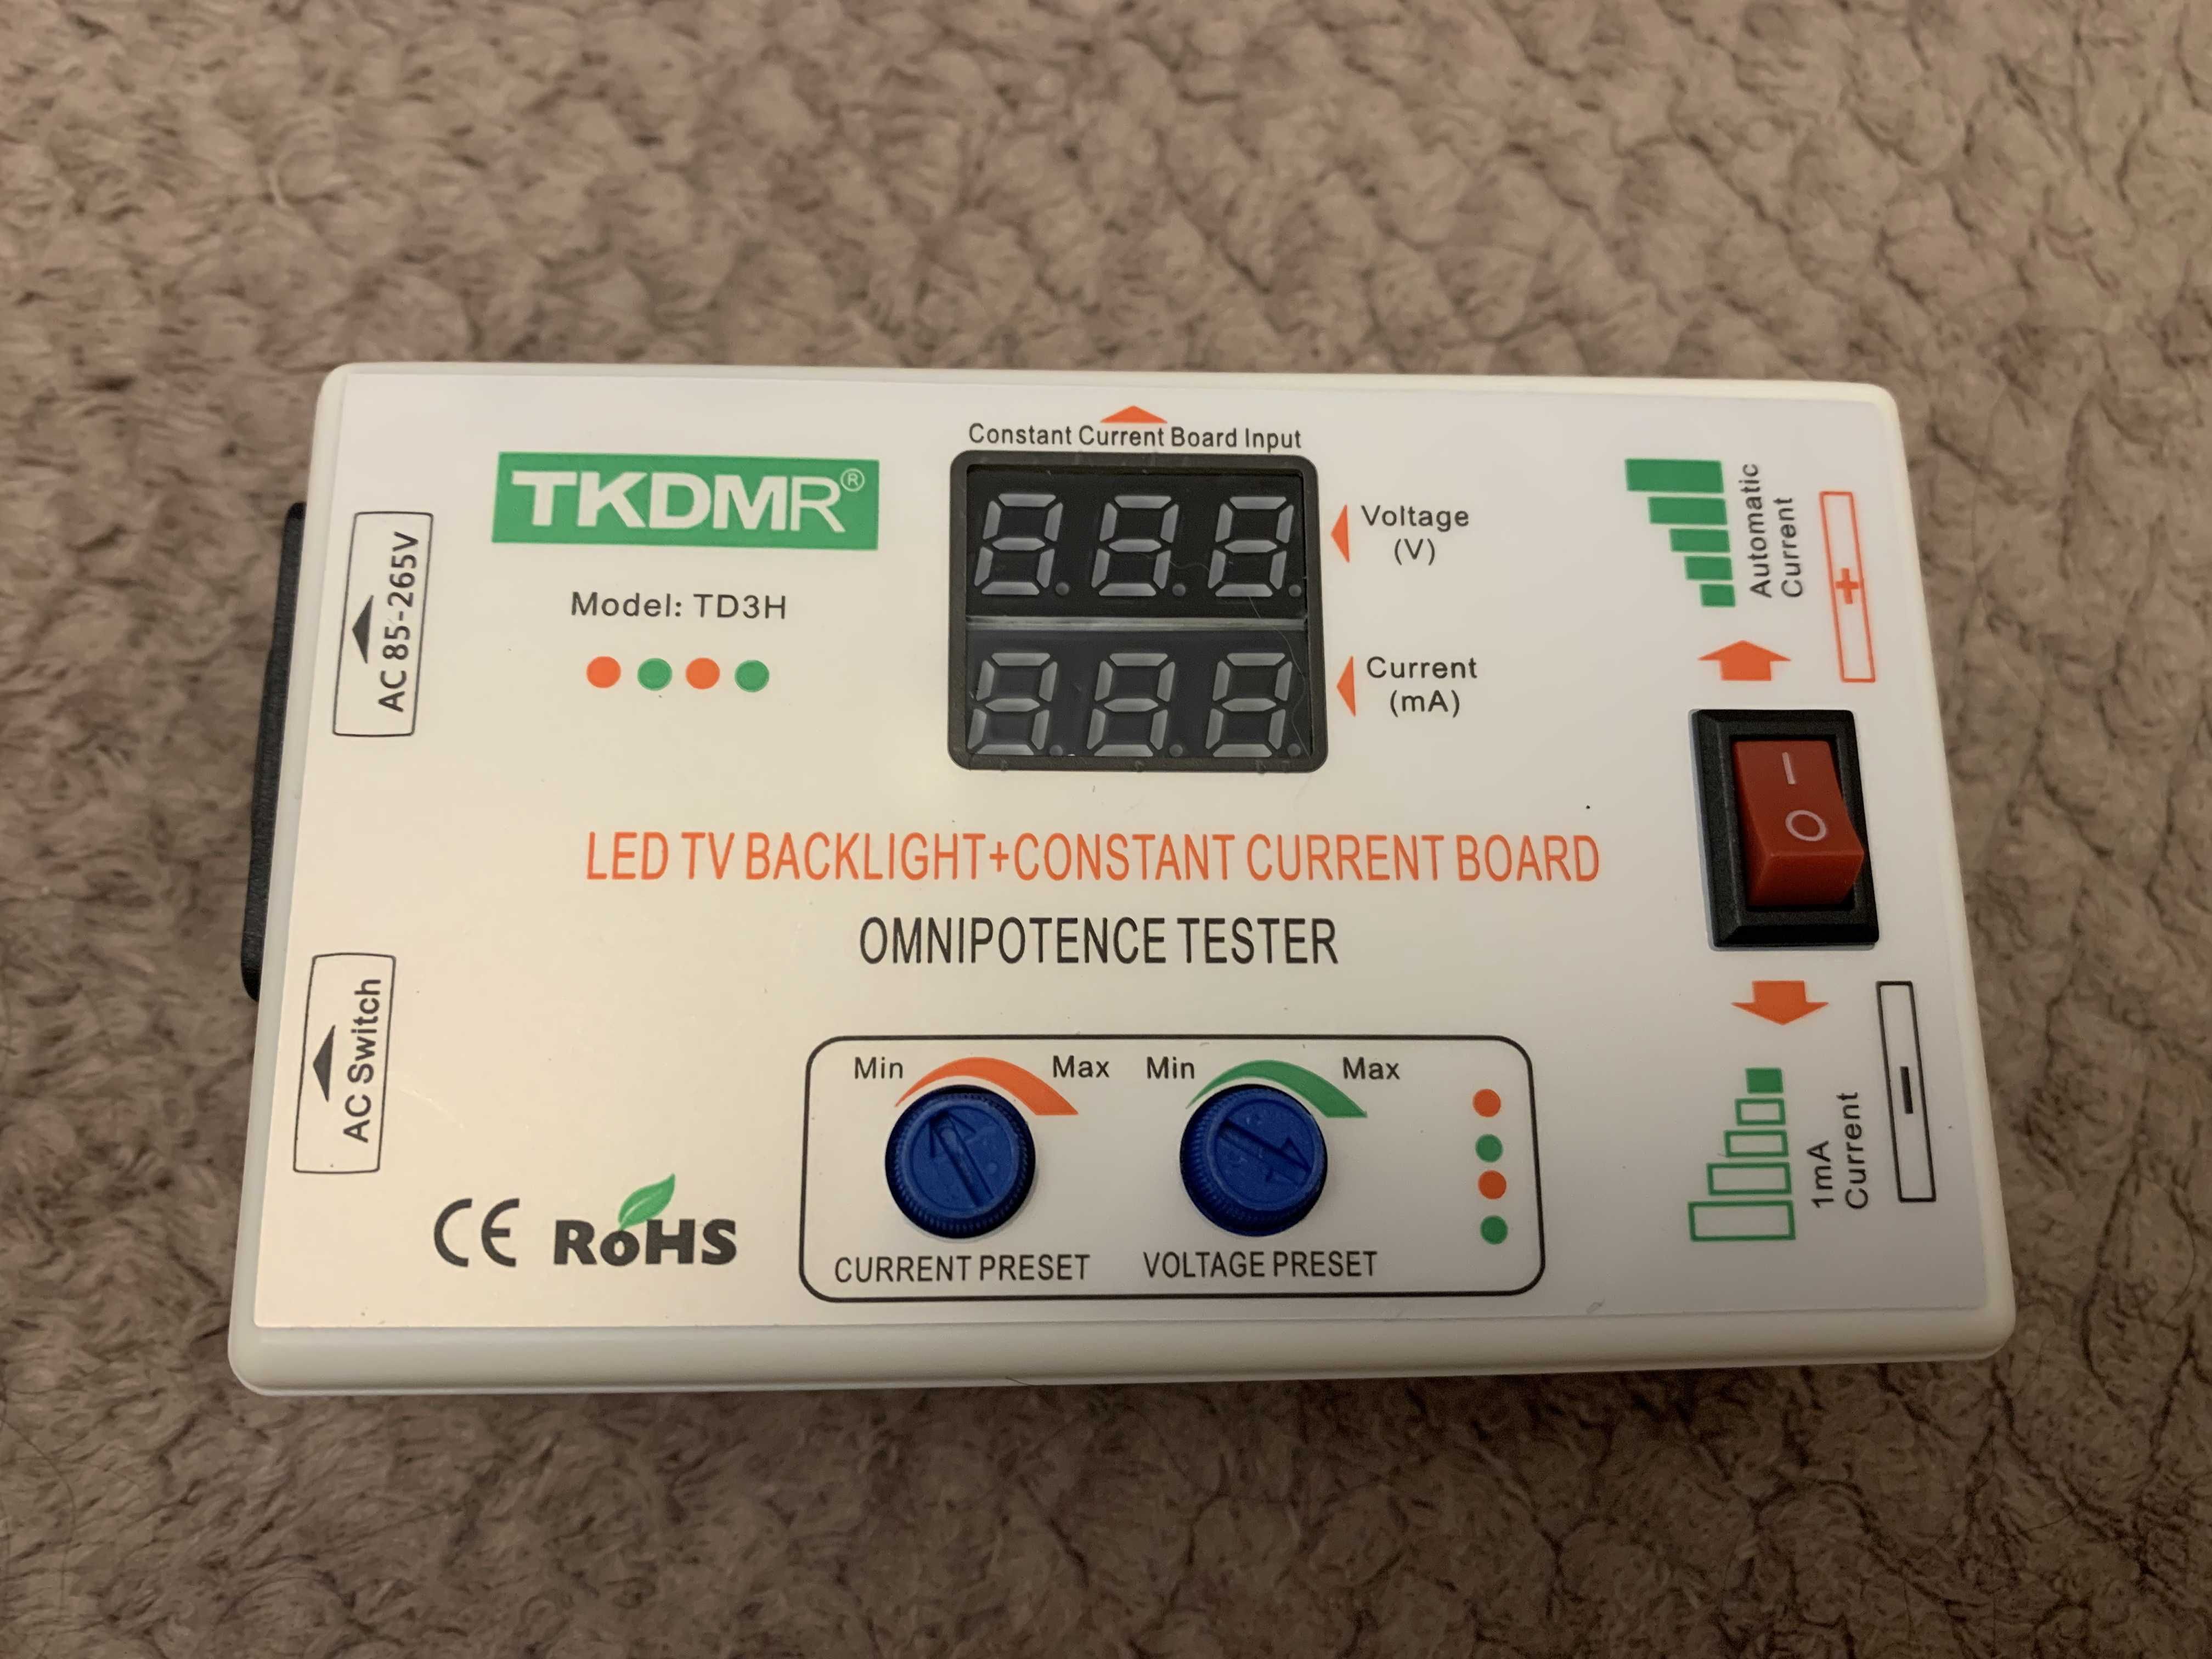 Constant Current Board Input
TKDMR®
Model: TD3H
Voltage
(V)
Current
(mA)
Automatic
Current
+
AC 85-265V
LED TV BACKLIGHT+CONSTANT CURRENT BOARD
OMNIPOTENCE TESTER
I
O
AC Switch
Min
Max
Min
Max
CURRENT PRESET
VOLTAGE PRESET
1mA
Current
-
CE
RoHS